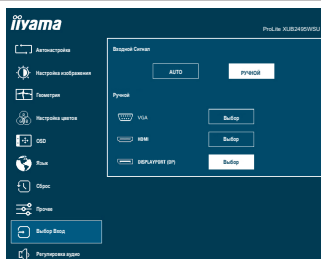 iiyama
ProLite XUB2495WSU
Автонастройка
Входной Сигнал
AUTO
РУЧНОЙ
Настройка изображения
Геометрия
Ручной
Настройка цветов
VGA
Выбор
OSD
HDMI
Выбор
Язык
DISPLAYPORT (DP)
Выбор
Сброс
Прочее
Выбор Вход
Регулировка аудио